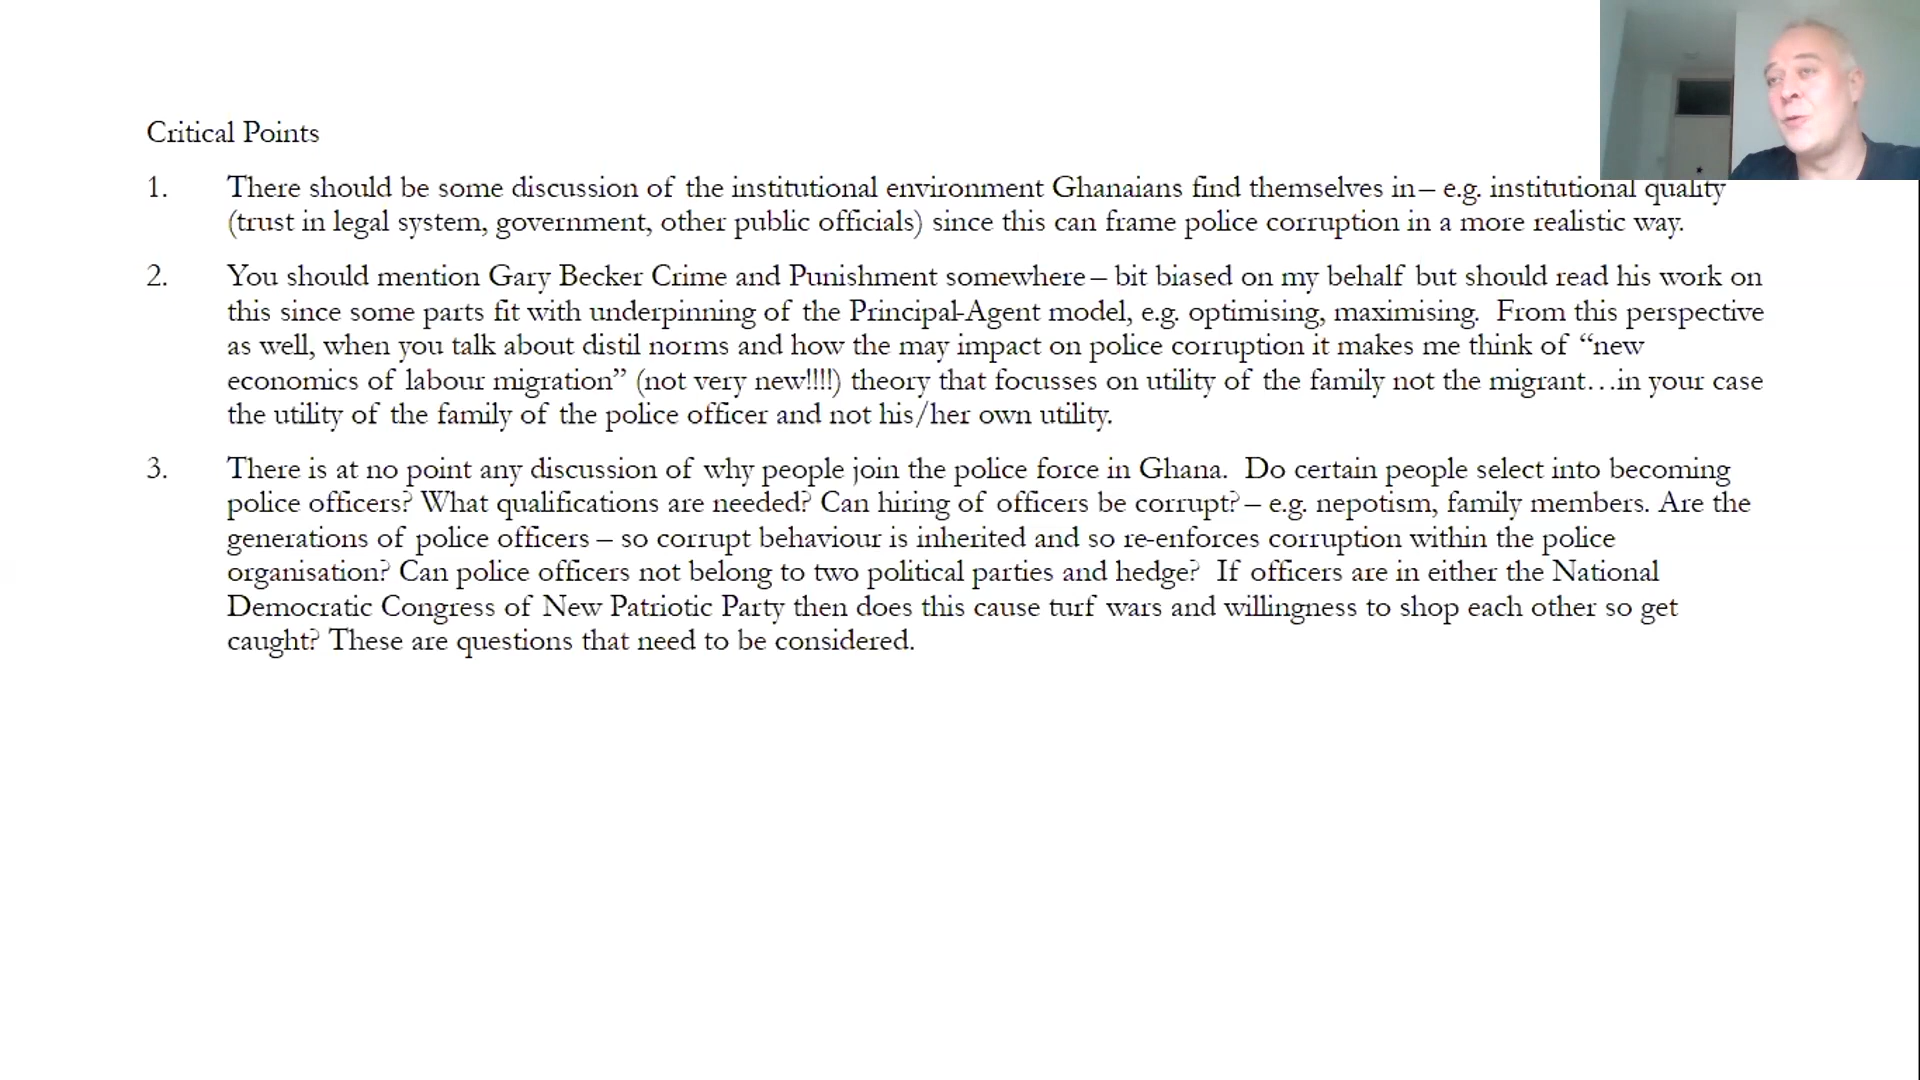 Critical Points
1. There should be some discussion of the institutional environment Ghanaians find themselves in – e.g. institutional quality
(trust in legal system, government, other public officials) since this can frame police corruption in a more realistic way.
2. You should mention Gary Becker Crime and Punishment somewhere – bit biased on my behalf but should read his work on
this since some parts fit with underpinning of the Principal-Agent model, e.g. optimising, maximising. From this perspective
as well, when you talk about distil norms and how the may impact on police corruption it makes me think of “new
economics of labour migration” (not very new!!!!) theory that focusses on utility of the family not the migrant…in your case
the utility of the family of the police officer and not his/her own utility.
3. There is at no point any discussion of why people join the police force in Ghana. Do certain people select into becoming
police officers? What qualifications are needed? Can hiring of officers be corrupt? – e.g. nepotism, family members. Are the
generations of police officers – so corrupt behaviour is inherited and so re-enforces corruption within the police
organisation? Can police officers not belong to two political parties and hedge? If officers are in either the National
Democratic Congress of New Patriotic Party then does this cause turf wars and willingness to shop each other so get
caught? These are questions that need to be considered.